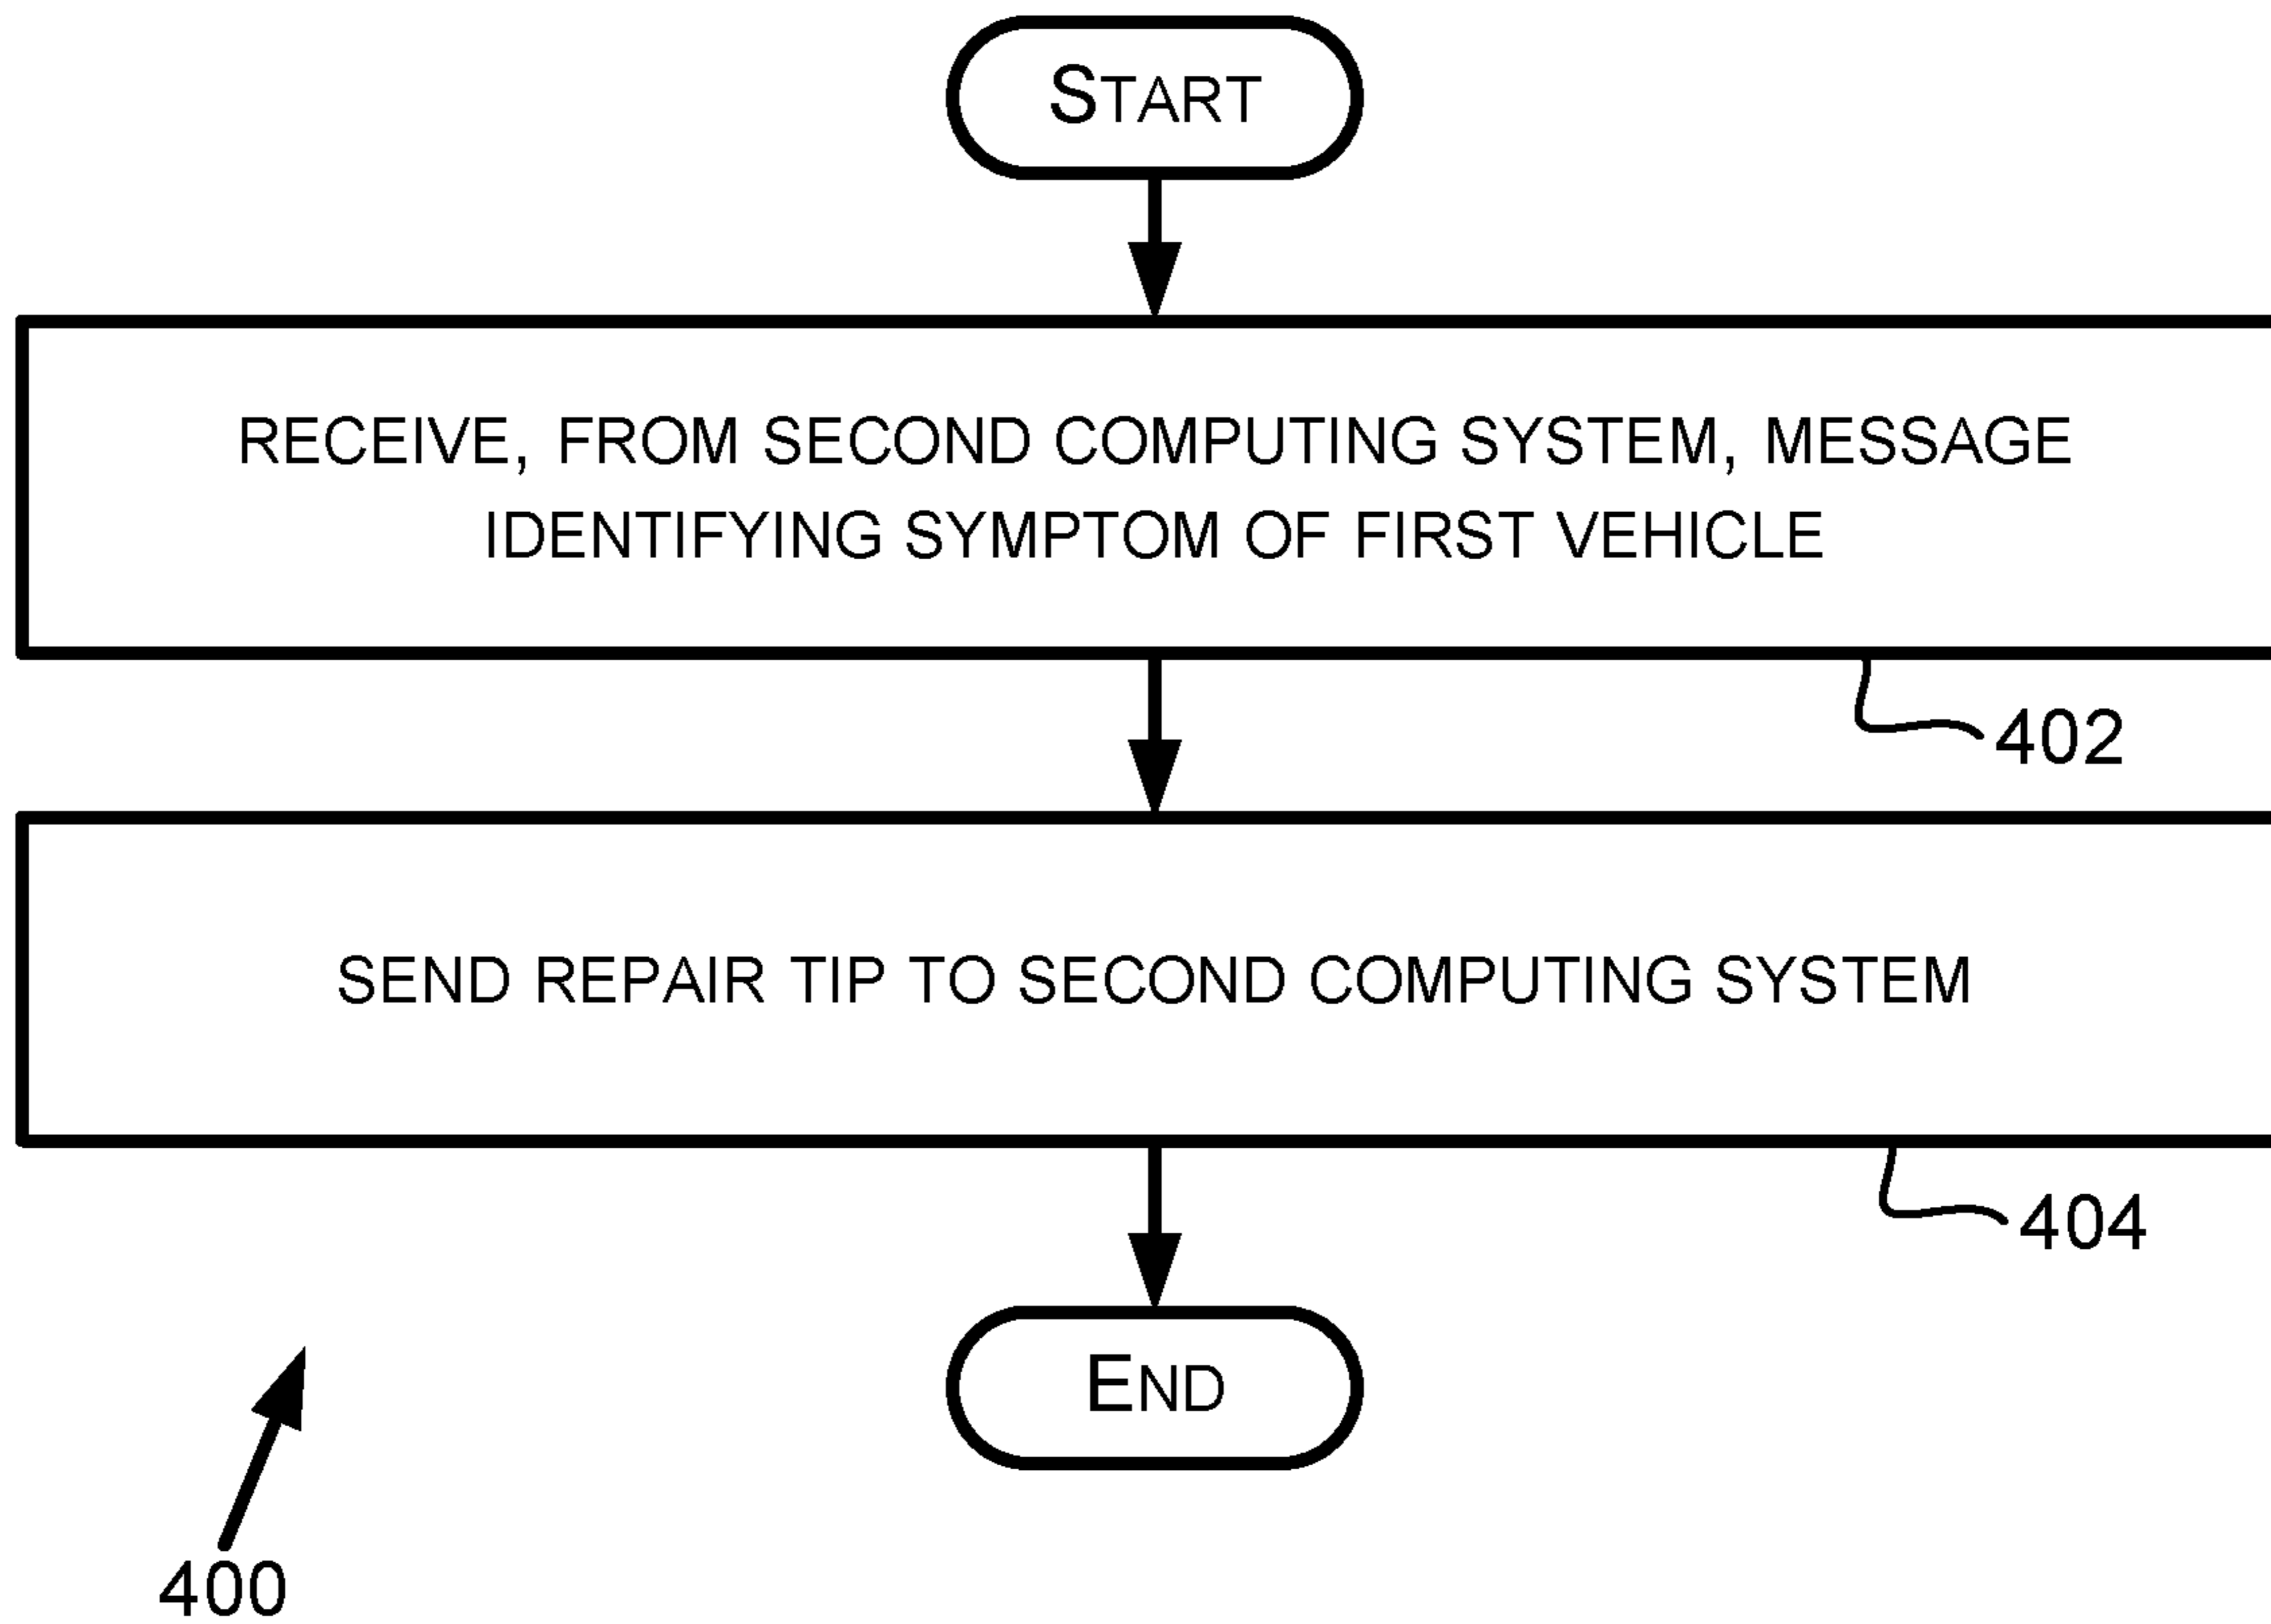 START
RECEIVE, FROM SECOND COMPUTING SYSTEM, MESSAGE
IDENTIFYING SYMPTOM OF FIRST VEHICLE
402
SEND REPAIR TIP TO SECOND COMPUTING SYSTEM
404
END
400